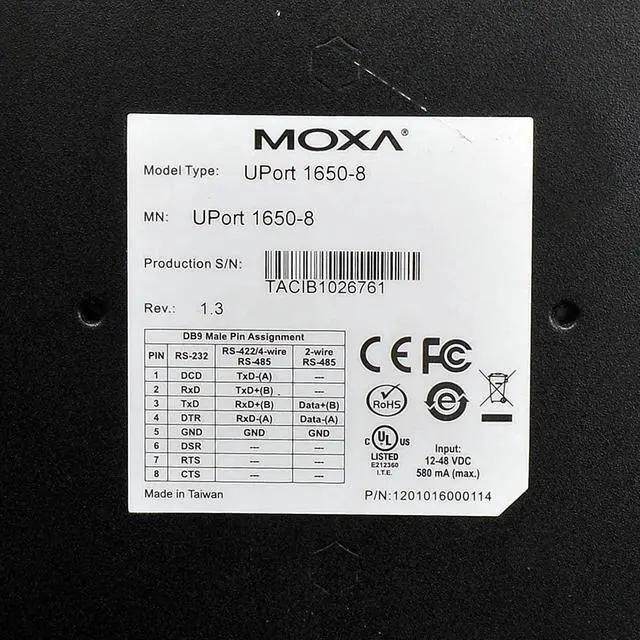 MOXA®
Model Type: UPort 1650-8
MN: UPort 1650-8
Production S/N:
TACIB1026761
Rev.: 1.3
DB9 Male Pin Assignment
PIN RS-232 RS-422/4-wire RS-485 2-wire RS-485
1 DCD TxD-(A) ---
2 RxD TxD+(B) ---
3 TxD RxD+(B) Data+(B)
4 DTR RxD-(A) Data-(A)
5 GND GND GND
6 DSR --- ---
7 RTS --- ---
8 CTS --- ---
CE FC
RoHS
e
c UL US
LISTED
E212360
I.T.E.
Input:
12-48 VDC
580 mA (max.)
Made in Taiwan
P/N:1201016000114